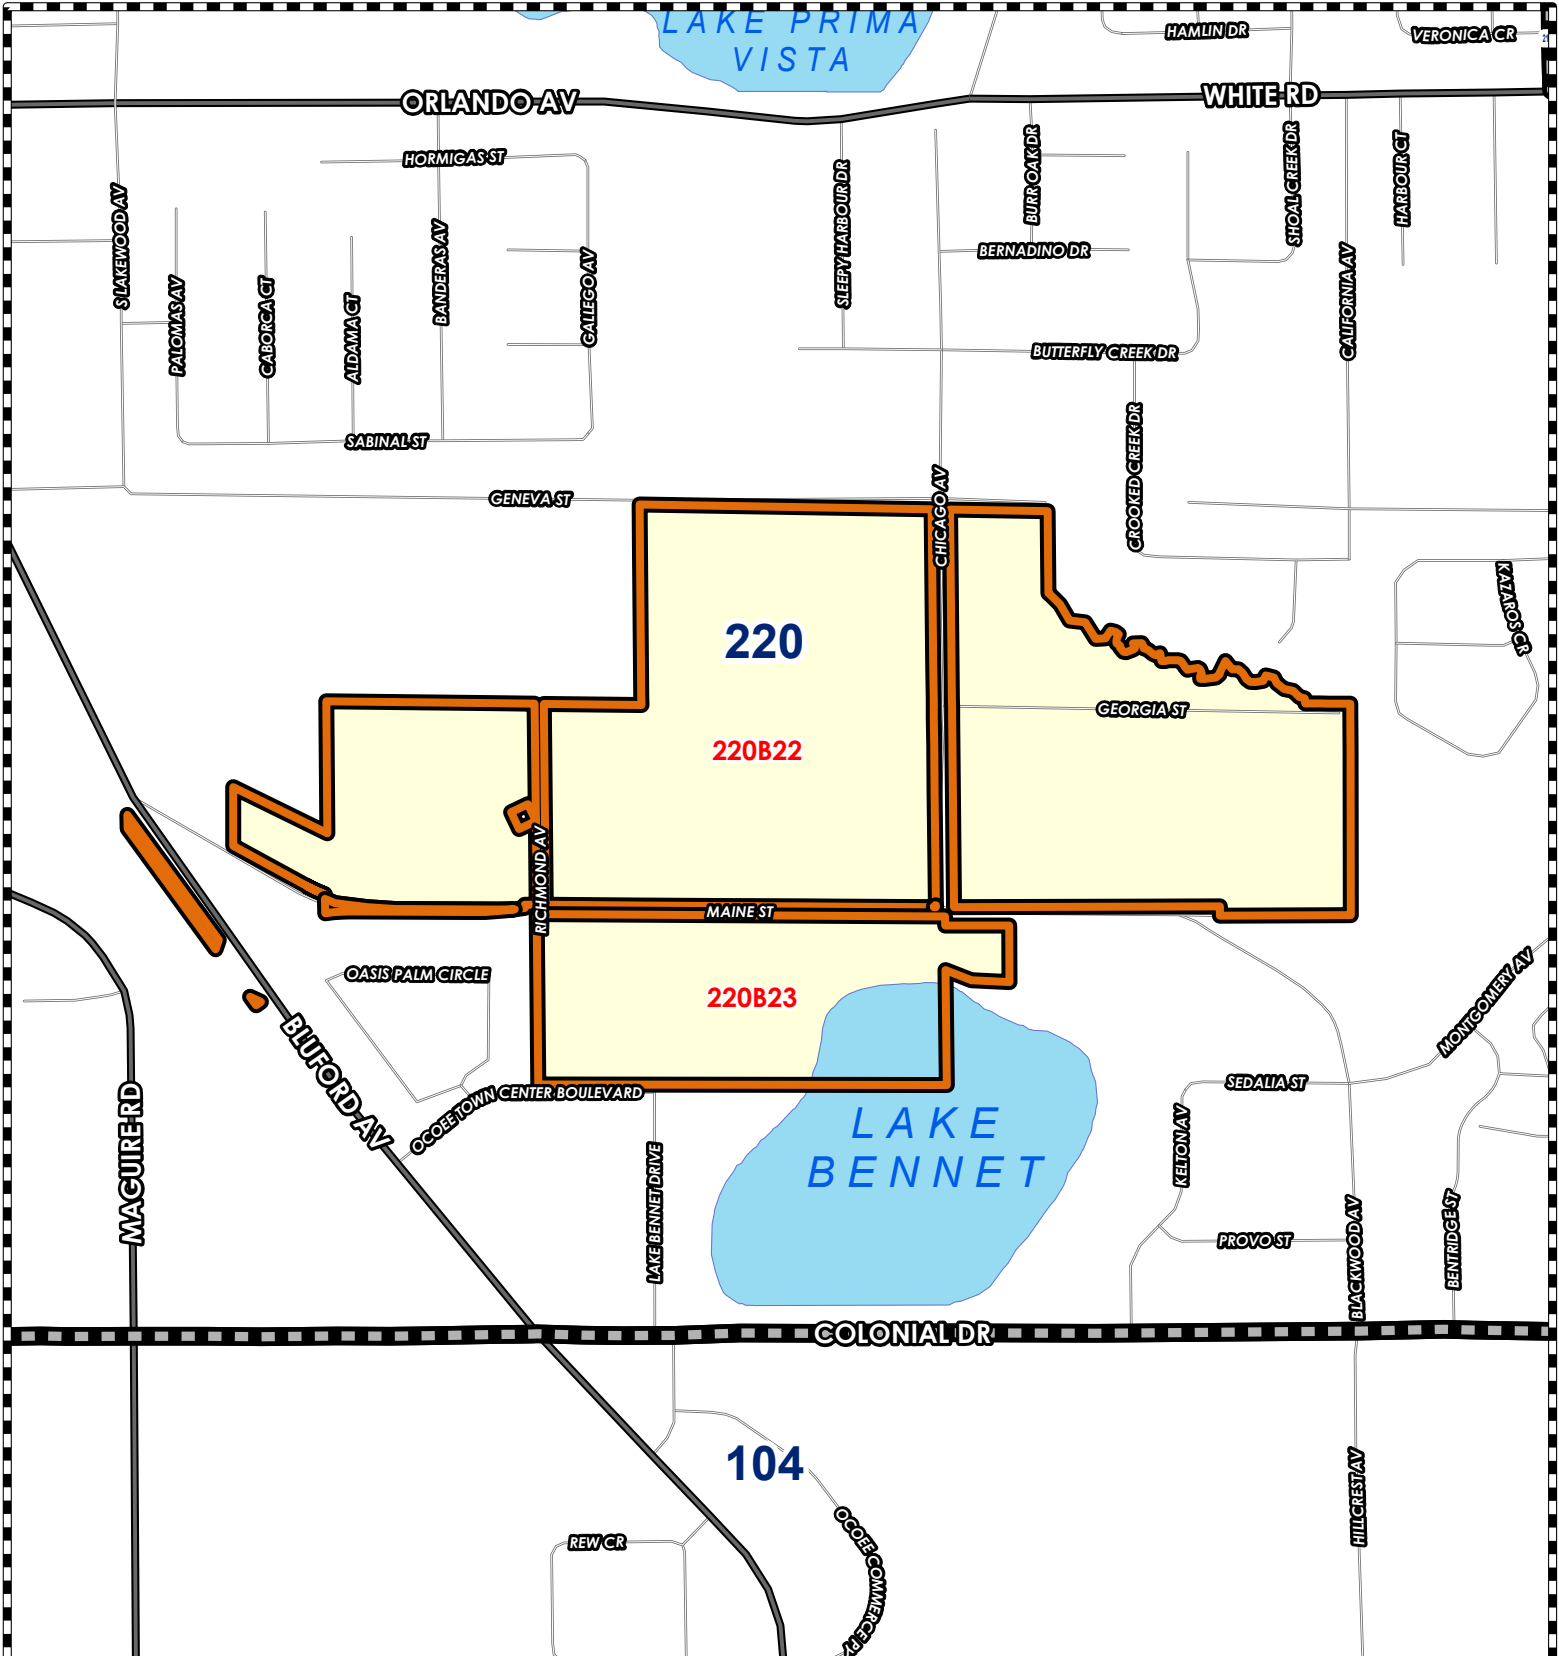 LAKE PRIMA
VISTA
HAMLIN DR
VERONICA CR
ORLANDO AV
WHITE RD
HORMIGAS ST
S LAKEWOOD AV
PALOMAS AV
CABORCA CT
ALDAMA CT
BANDERAS AV
GALLEGO AV
SLEEPY HARBOUR DR
BURR OAK DR
SHOAL CREEK DR
HARBOUR CT
BERNADINO DR
CALIFORNIA AV
BUTTERFLY CREEK DR
SABINAL ST
CROOKED CREEK DR
GENEVA ST
CHICAGO AV
KAZAROS CR
220
GEORGIA ST
220B22
RICHMOND AV
MAINE ST
OASIS PALM CIRCLE
220B23
MONTGOMERY AV
BLUFORD AV
MAGUIRE RD
OCOEE TOWN CENTER BOULEVARD
SEDALIA ST
LAKE
BENNET
KELTON AV
LAKE BENNET DRIVE
BLACKWOOD AV
BENTRIDGE ST
PROVO ST
COLONIAL DR
104
HILLCREST AV
REW CR
OCOEE COMMERCE PY